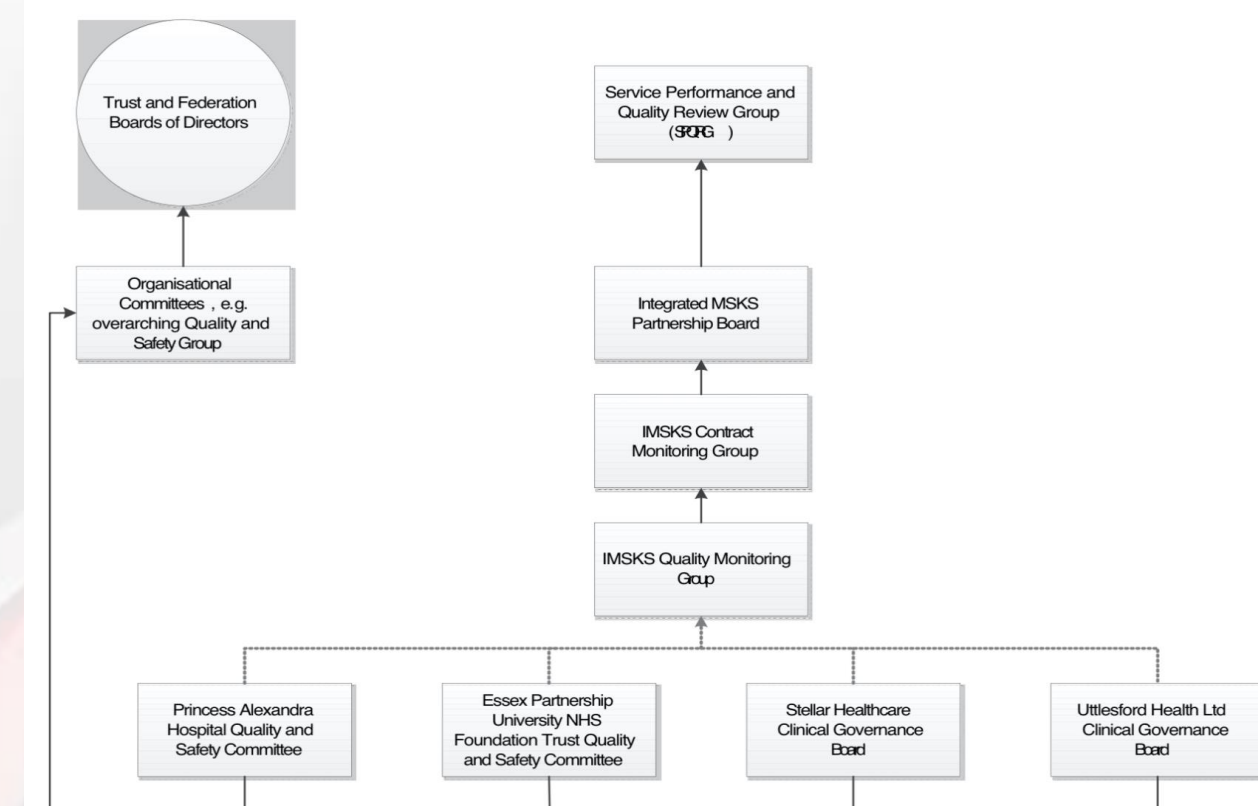 Trust and Federation
Boards of Directors
Service Performance and
Quality Review Group
(SPQRG )
Organisational
Committees , e.g.
overarching Quality and
Safety Group
Integrated MSKS
Partnership Board
IMSKS Contract
Monitoring Group
IMSKS Quality Monitoring
Group
Princess Alexandra
Hospital Quality and
Safety Committee
Essex Partnership
University NHS
Foundation Trust Quality
and Safety Committee
Stellar Healthcare
Clinical Governance
Board
Uttlesford Health Ltd
Clinical Governance
Board